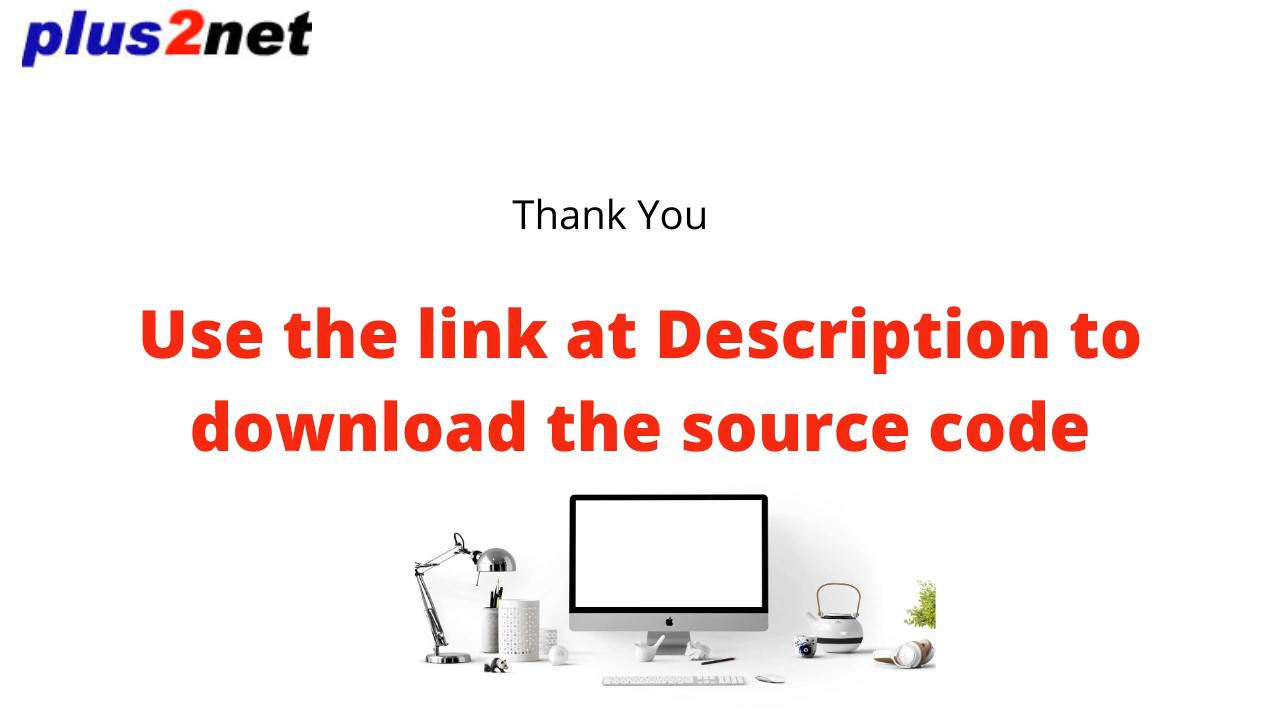 plus2net
Thank You
Use the link at Description to
download the source code